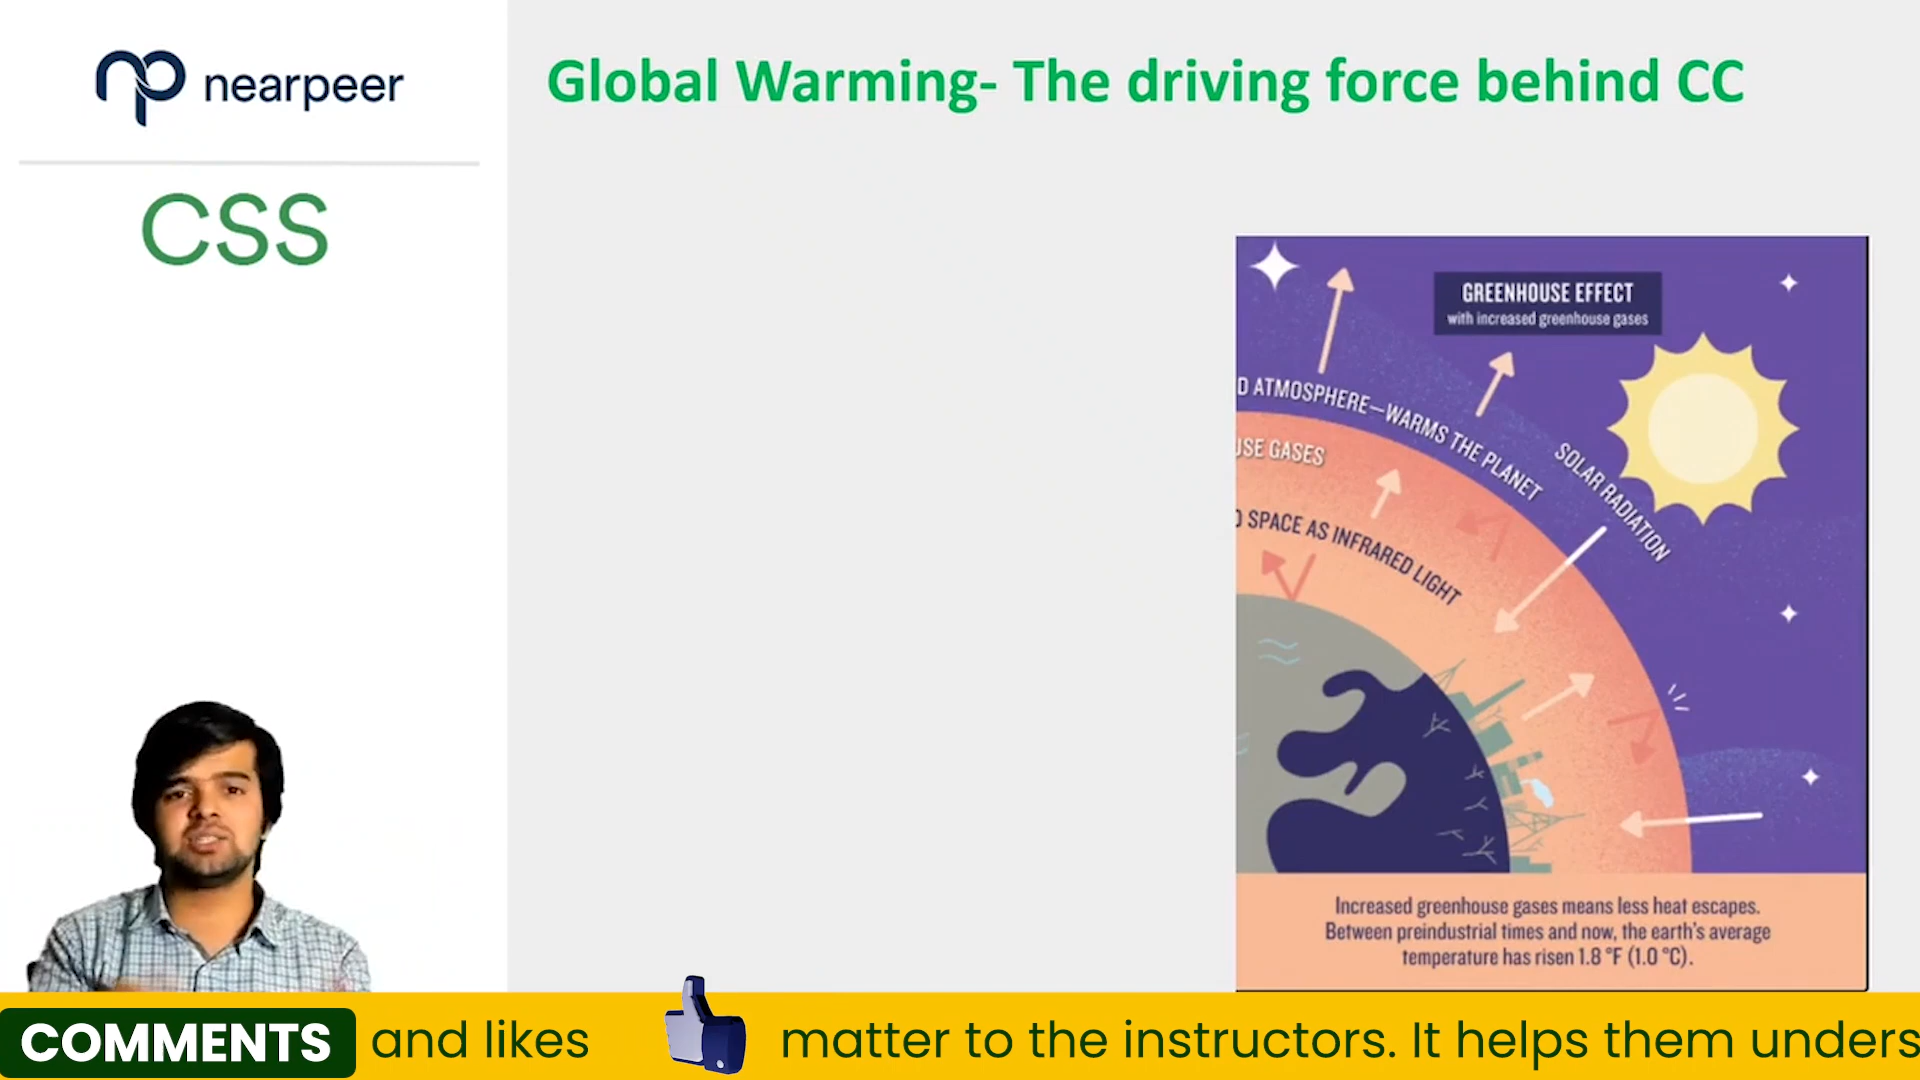 nearpeer
CSS
Global Warming- The driving force behind CC
GREENHOUSE EFFECT
with increased greenhouse gases
D ATMOSPHERE—WARMS THE PLANET
USE GASES
SOLAR RADIATION
SPACE AS INFRARED LIGHT
Increased greenhouse gases means less heat escapes.
Between preindustrial times and now, the earth's average
temperature has risen 1.8 °F (1.0 °C).
COMMENTS and likes matter to the instructors. It helps them unders